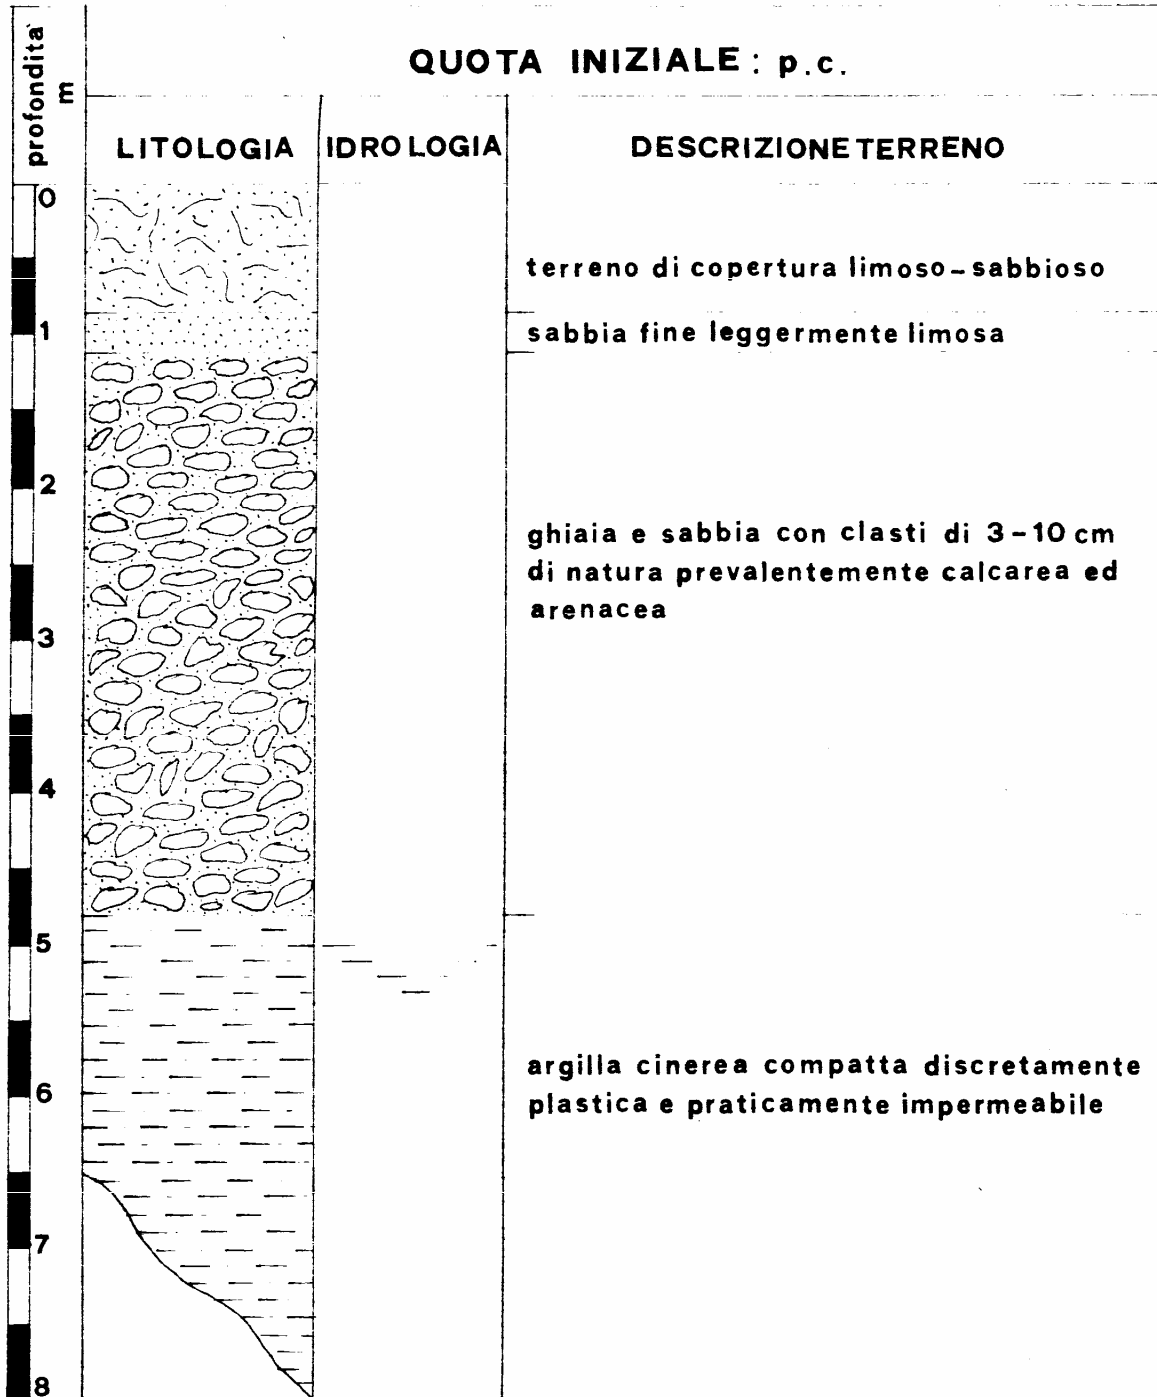 profondità
m
QUOTA INIZIALE: p.c.
LITOLOGIA
IDROLOGIA
DESCRIZIONE TERRENO
0
terreno di copertura limoso-sabbioso
1
sabbia fine leggermente limosa
2
ghiaia e sabbia con clasti di 3-10 cm
di natura prevalentemente calcarea ed
arenacea
3
4
5
argilla cinerea compatta discretamente
plastica e praticamente impermeabile
6
7
8